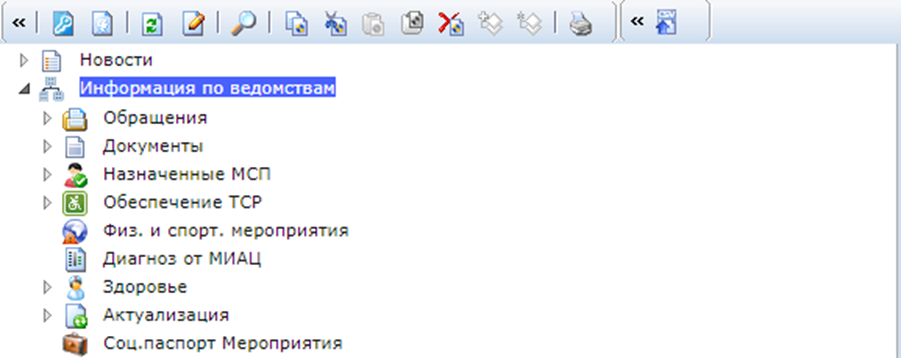 Новости
Информация по ведомствам
Обращения
Документы
Назначенные МСП
Обеспечение ТСР
Физ. и спорт. мероприятия
Диагноз от МИАЦ
Здоровье
Актуализация
Соц.паспорт Мероприятия